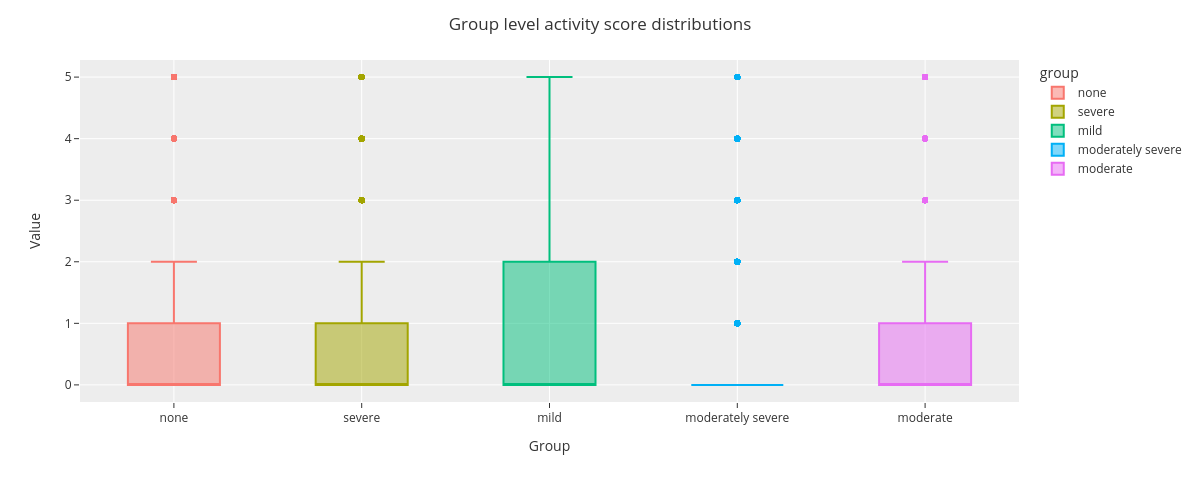 Group level activity score distributions
group
none
severe
mild
moderately severe
moderate
Value
5
4
3
2
1
0
none severe mild moderately severe moderate
Group